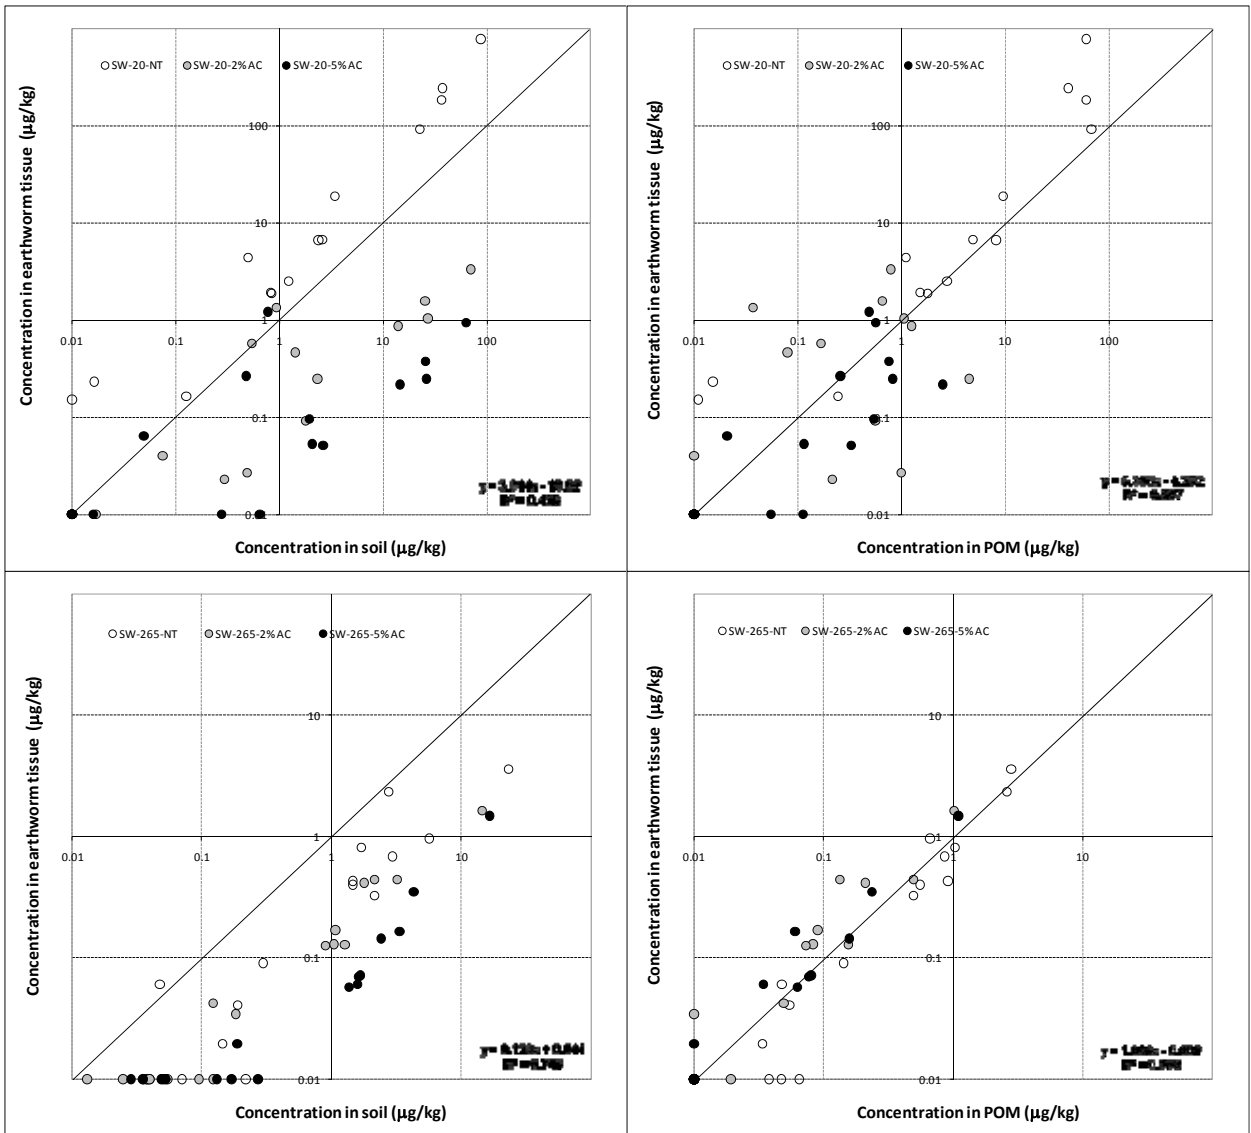 SW-20-NT SW-20-2%AC SW-20-5%AC
Concentration in earthworm tissue (µg/kg)
100
10
1
0.01 0.1 1 10 100
0.1
0.01
Concentration in soil (µg/kg)
SW-20-NT SW-20-2%AC SW-20-5%AC
Concentration in earthworm tissue (µg/kg)
100
10
1
0.01 0.1 1 10 100
0.1
0.01
Concentration in POM (µg/kg)
SW-265-NT SW-265-2%AC SW-265-5%AC
Concentration in earthworm tissue (µg/kg)
10
1
0.01 0.1 1 10
0.1
0.01
Concentration in soil (µg/kg)
SW-265-NT SW-265-2%AC SW-265-5%AC
Concentration in earthworm tissue (µg/kg)
10
1
0.01 0.1 1 10
0.1
0.01
Concentration in POM (µg/kg)